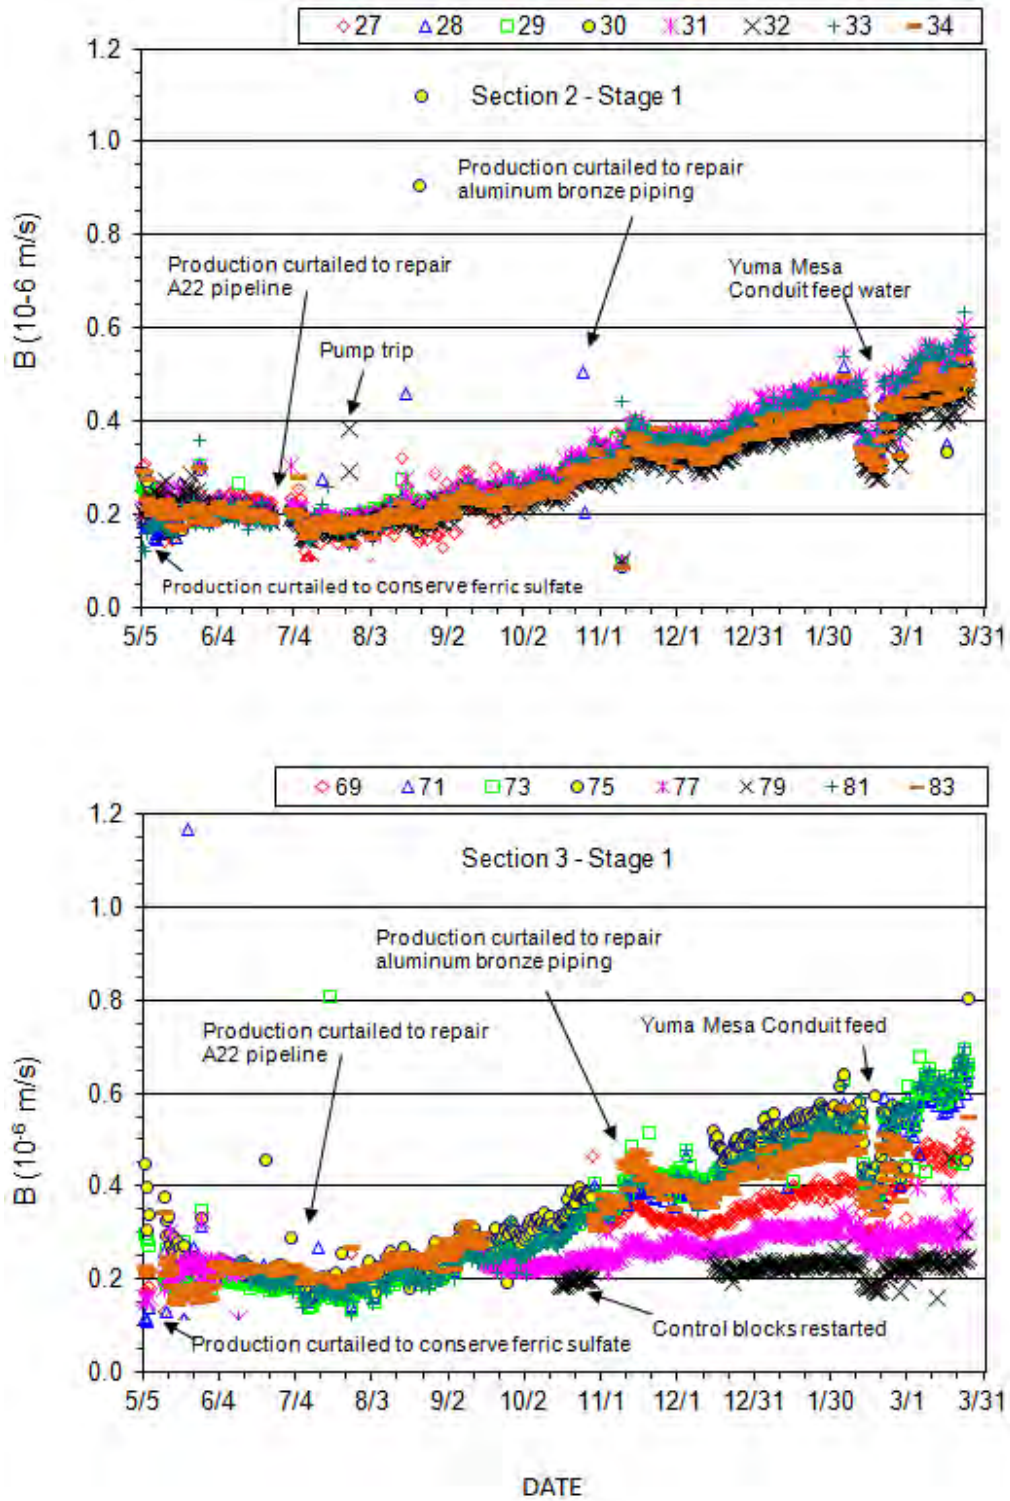 27 28 29 30 31 32 33 34
1.2
Section 2 - Stage 1
1.0
Production curtailed to repair
aluminum bronze piping
0.8
Production curtailed to repair
A22 pipeline
Yuma Mesa
Conduit feed water
B (10-6 m/s)
0.6
Pump trip
0.4
0.2
Production curtailed to conserve ferric sulfate
0.0
5/5 6/4 7/4 8/3 9/2 10/2 11/1 12/1 12/31 1/30 3/1 3/31
69 71 73 75 77 79 81 83
1.2
Section 3 - Stage 1
1.0
Production curtailed to repair
aluminum bronze piping
0.8
Production curtailed to repair
A22 pipeline
Yuma Mesa Conduit feed
B (10⁻⁶ m/s)
0.6
0.4
0.2
Control blocks restarted
Production curtailed to conserve ferric sulfate
0.0
5/5 6/4 7/4 8/3 9/2 10/2 11/1 12/1 12/31 1/30 3/1 3/31
DATE